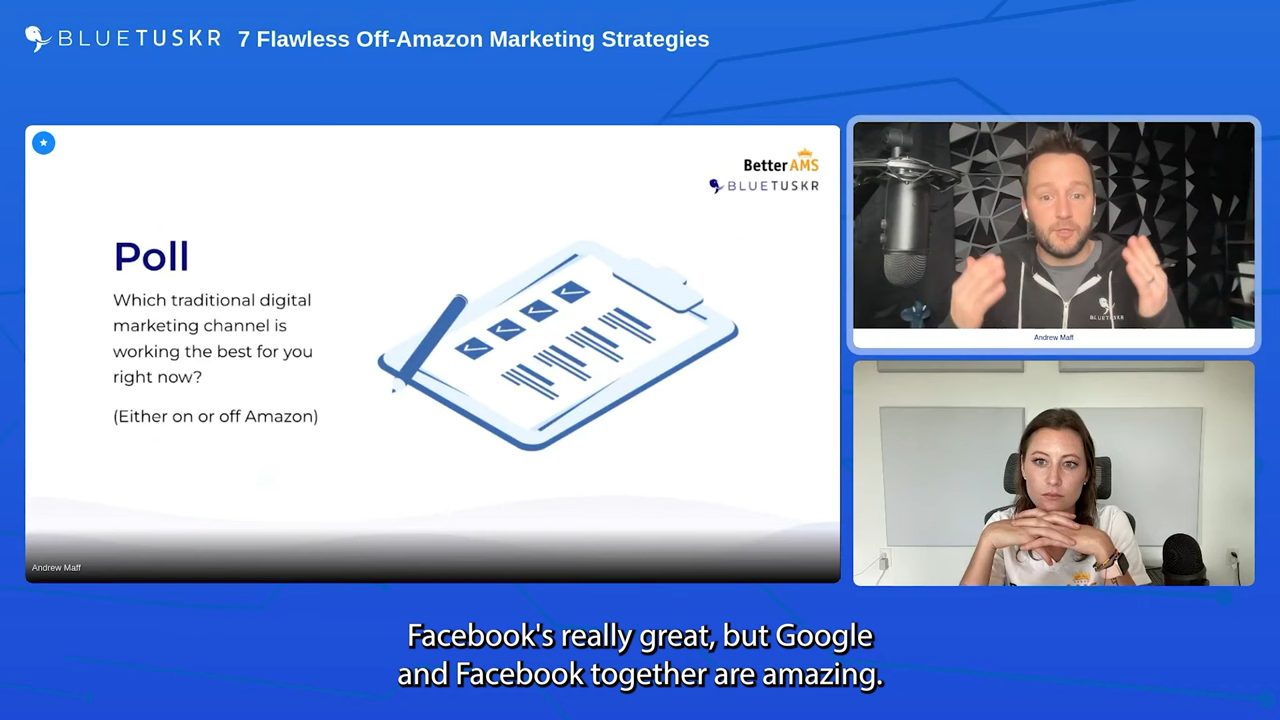 BLUETUSKR 7 Flawless Off-Amazon Marketing Strategies
BetterAMS
BLUETUSKR
Poll
Which traditional digital
marketing channel is
working the best for you
right now?
(Either on or off Amazon)
Andrew Maff
BLUETUSKR
Andrew Maff
Facebook's really great, but Google
and Facebook together are amazing.